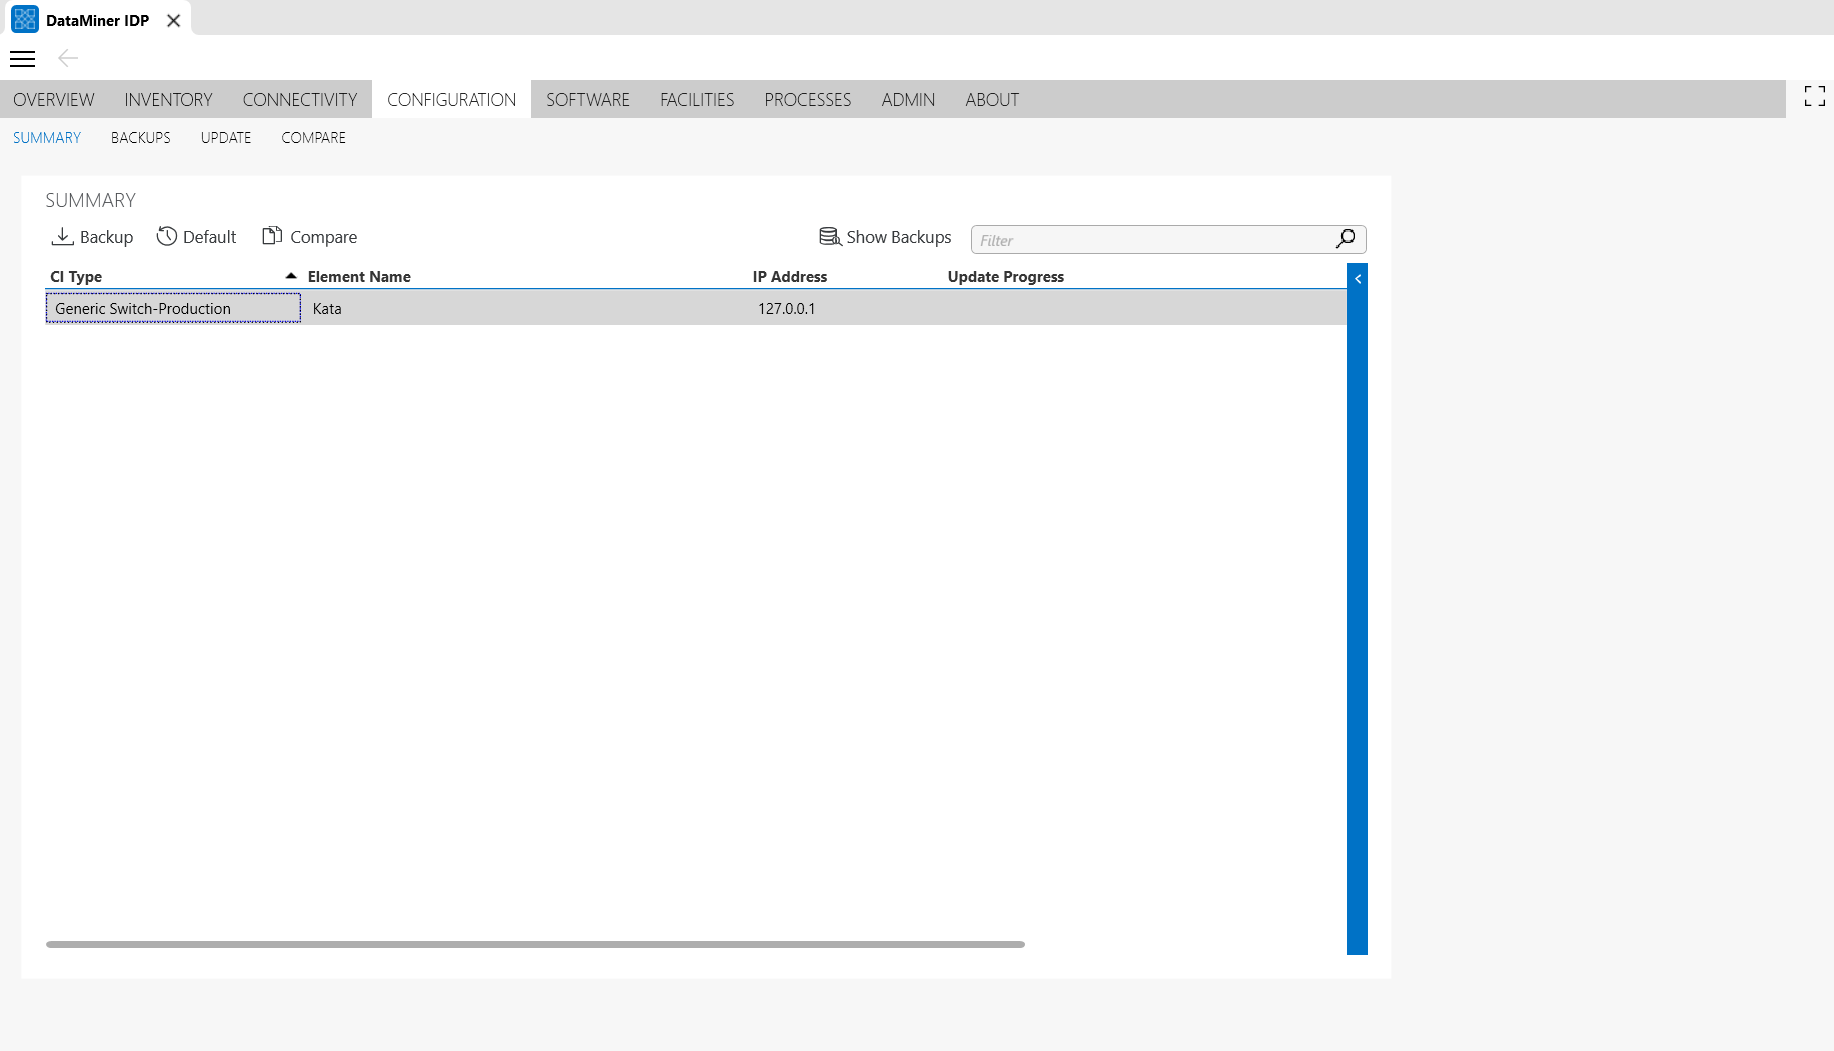 DataMiner IDP
OVERVIEW INVENTORY CONNECTIVITY CONFIGURATION SOFTWARE FACILITIES PROCESSES ADMIN ABOUT
SUMMARY BACKUPS UPDATE COMPARE
SUMMARY
Backup Default Compare Show Backups Filter
CI Type Element Name IP Address Update Progress
Generic Switch-Production Kata 127.0.0.1